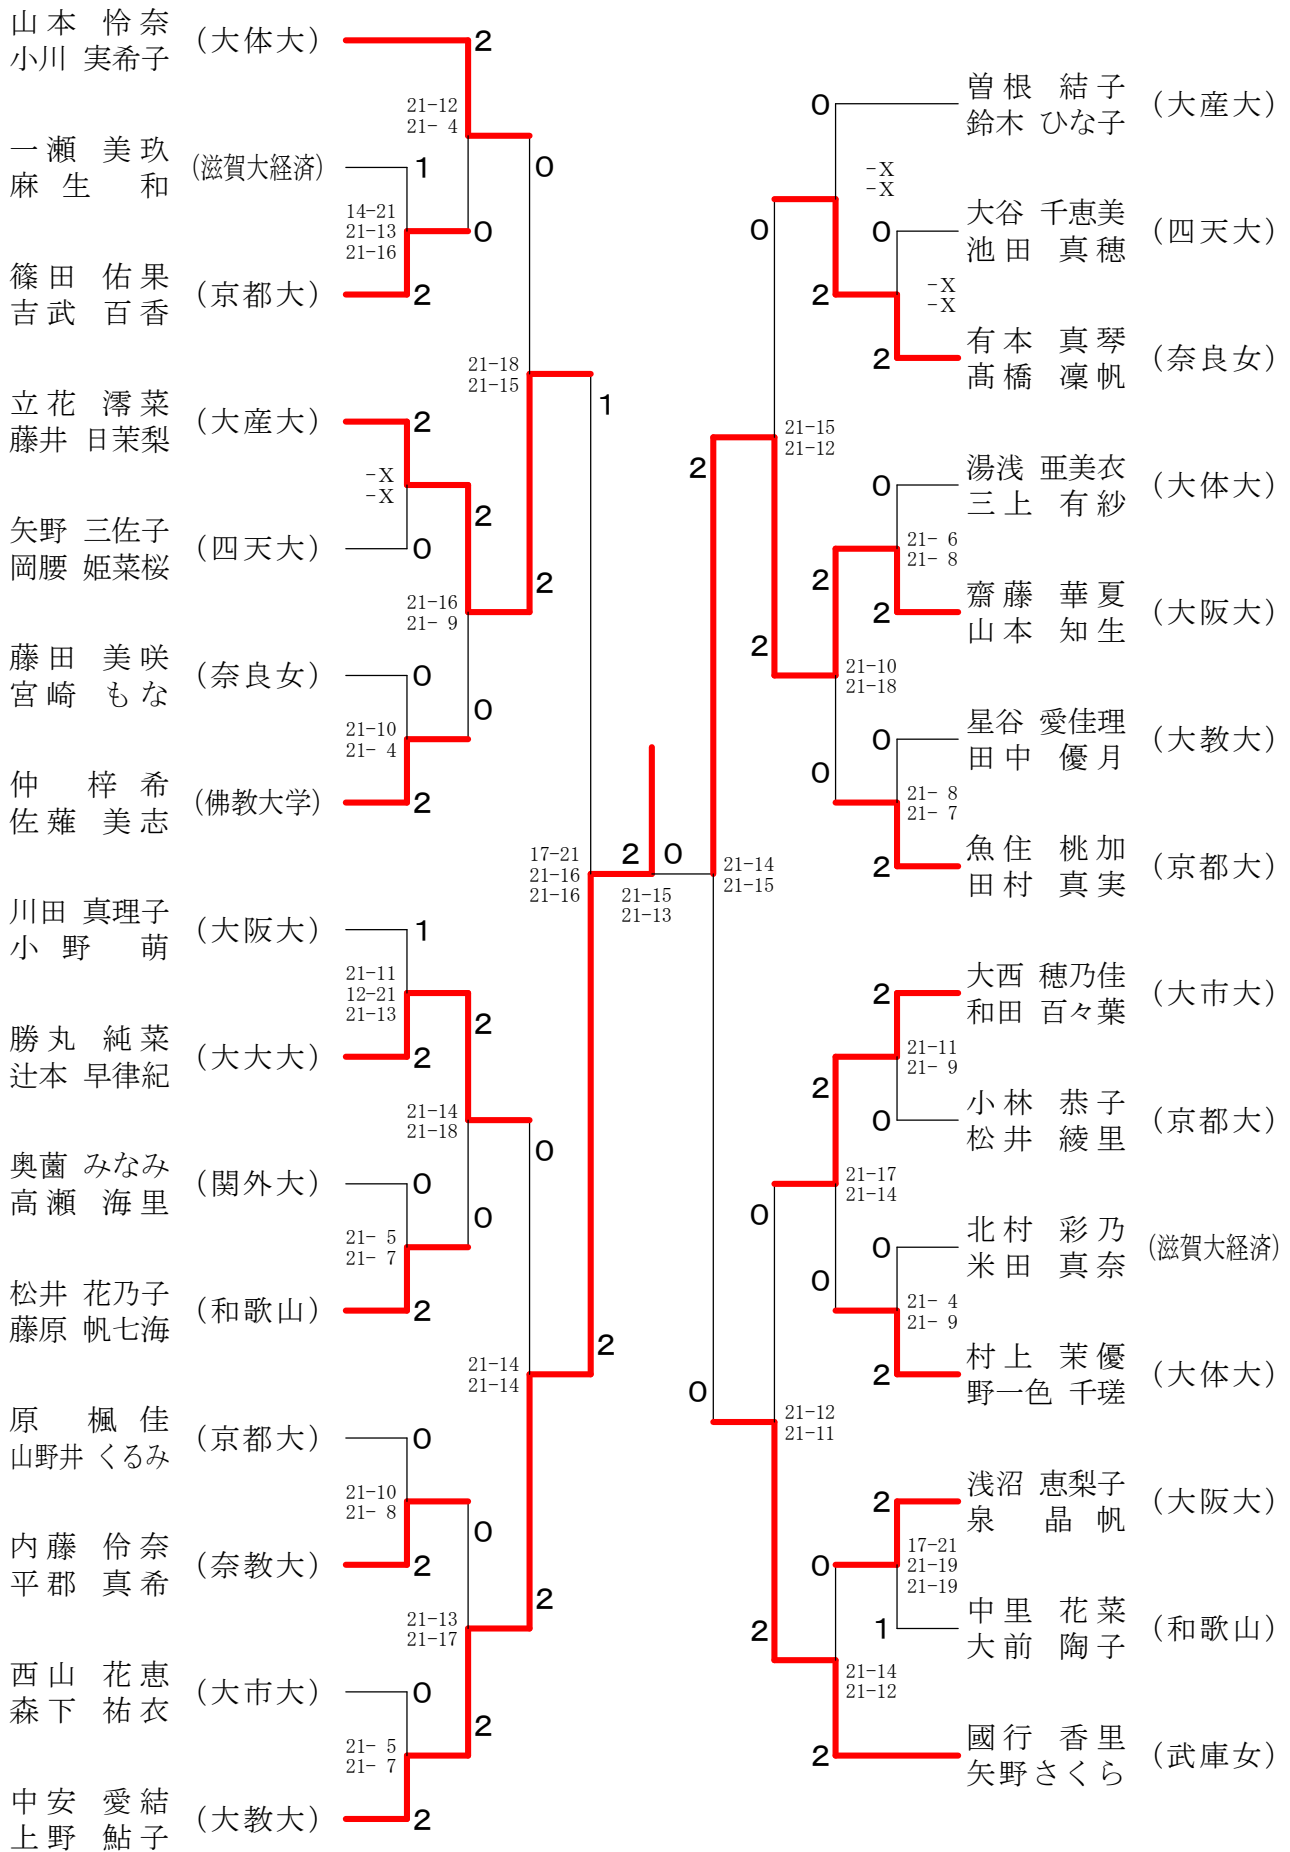 山本 怜奈
小川 実希子
(大体大)
2
21-12
21- 4
0
一瀬 美玖
麻生 和
(滋賀大経済)
1
14-21
21-13
21-16
0
篠田 佑果
吉武 百香
(京都大)
2
21-18
21-15
1
立花 澪菜
藤井 日茉梨
(大産大)
2
-X
-X
2
矢野 三佐子
岡腰 姫菜桜
(四天大)
0
2
21-16
21- 9
藤田 美咲
宮崎 もな
(奈良女)
0
21-10
21- 4
0
仲 梓希
佐薙 美志
(佛教大学)
2
17-21
21-16
21-16
2
0
21-15
21-13
川田 真理子
小野 萌
(大阪大)
1
21-11
12-21
21-13
2
勝丸 純菜
辻本 早律紀
(大大大)
2
21-14
21-18
0
奥薗 みなみ
高瀬 海里
(関外大)
0
21- 5
21- 7
0
松井 花乃子
藤原 帆七海
(和歌山)
2
2
21-14
21-14
原 楓佳
山野井 くるみ
(京都大)
0
21-10
21- 8
0
内藤 伶奈
平郡 真希
(奈教大)
2
21-13
21-17
2
西山 花恵
森下 祐衣
(大市大)
0
21- 5
21- 7
2
中安 愛結
上野 鮎子
(大教大)
2
0
曽根 結子
鈴木 ひな子
(大産大)
-X
-X
0
0
大谷 千恵美
池田 真穂
(四天大)
-X
-X
2
2
有本 真琴
髙橋 凜帆
(奈良女)
21-15
21-12
2
0
湯浅 亜美衣
三上 有紗
(大体大)
21- 6
21- 8
2
2
齋藤 華夏
山本 知生
(大阪大)
2
21-10
21-18
0
星谷 愛佳理
田中 優月
(大教大)
0
21- 8
21- 7
2
魚住 桃加
田村 真実
(京都大)
21-14
21-15
2
大西 穂乃佳
和田 百々葉
(大市大)
21-11
21- 9
2
0
小林 恭子
松井 綾里
(京都大)
21-17
21-14
0
0
北村 彩乃
米田 真奈
(滋賀大経済)
0
21- 4
21- 9
2
村上 茉優
野一色 千瑳
(大体大)
0
21-12
21-11
2
浅沼 恵梨子
泉 晶帆
(大阪大)
0
17-21
21-19
21-19
1
中里 花菜
大前 陶子
(和歌山)
2
21-14
21-12
2
國行 香里
矢野さくら
(武庫女)